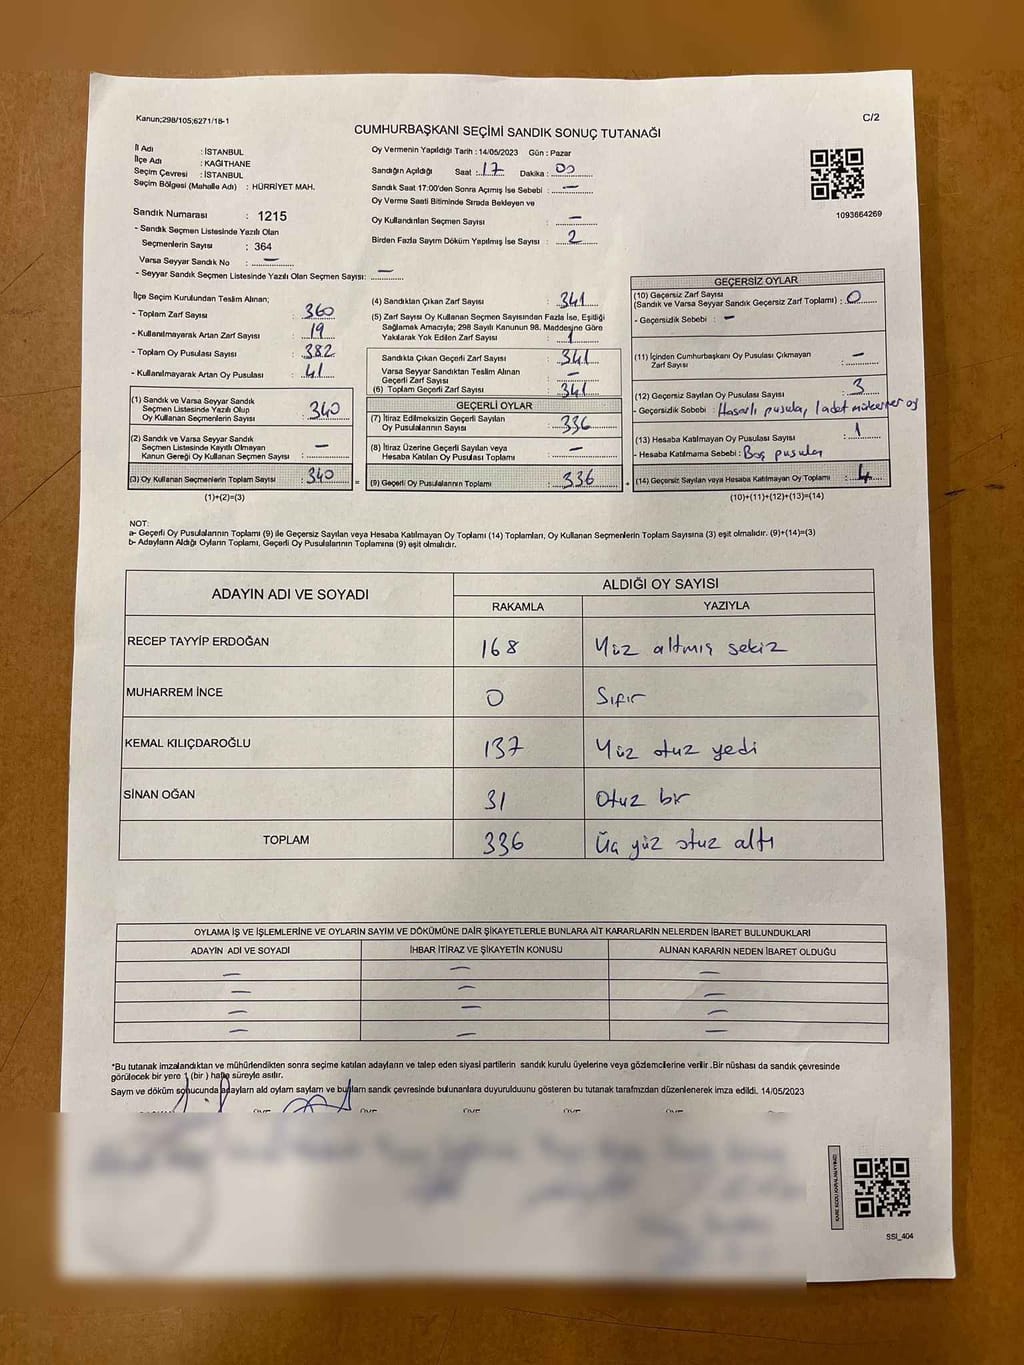 Kanun;298/105;6271/18-1
C/2
CUMHURBAŞKANI SEÇİMİ SANDIK SONUÇ TUTANAĞI
İl Adı : İSTANBUL
İlçe Adı : KAĞITHANE
Seçim Çevresi : İSTANBUL
Seçim Bölgesi (Mahalle Adı) : HÜRRİYET MAH.
Sandık Numarası : 1215
- Sandık Seçmen Listesinde Yazılı Olan
Seçmenlerin Sayısı : 364
Varsa Seyyar Sandık No : —
- Seyyar Sandık Seçmen Listesinde Yazılı Olan Seçmen Sayısı: —
Oy Vermenin Yapıldığı Tarih : 14/05/2023 Gün : Pazar
Sandığın Açıldığı Saat : 17 Dakika : 00
Sandık Saat 17:00'den Sonra Açımış İse Sebebi : —
Oy Verme Saati Bitiminde Sırada Bekleyen ve
Oy Kullandırılan Seçmen Sayısı : —
Birden Fazla Sayım Döküm Yapılmış İse Sayısı : 2
1093664269
İlçe Seçim Kurulundan Teslim Alınan;
- Toplam Zarf Sayısı : 360
- Kullanılmayarak Artan Zarf Sayısı : 19
- Toplam Oy Pusulası Sayısı : 382
- Kullanılmayarak Artan Oy Pusulası : 41
(1) Sandık ve Varsa Seyyar Sandık
Seçmen Listesinde Yazılı Olup
Oy Kullanan Seçmenlerin Sayısı : 340
(2) Sandık ve Varsa Seyyar Sandık
Seçmen Listesinde Kayıtlı Olmayan
Kanun Gereği Oy Kullanan Seçmen Sayısı : —
(3) Oy Kullanan Seçmenlerin Toplam Sayısı : 340
(1)+(2)=(3)
=
(4) Sandıktan Çıkan Zarf Sayısı : 341
(5) Zarf Sayısı Oy Kullanan Seçmen Sayısından Fazla İse, Eşitliği
Sağlamak Amacıyla; 298 Sayılı Kanunun 98. Maddesine Göre
Yakılarak Yok Edilen Zarf Sayısı : 1
Sandıkta Çıkan Geçerli Zarf Sayısı : 341
Varsa Seyyar Sandıktan Teslim Alınan
Geçerli Zarf Sayısı : —
(6) Toplam Geçerli Zarf Sayısı : 341
GEÇERLİ OYLAR
(7) İtiraz Edilmeksizin Geçerli Sayılan
Oy Pusulalarının Sayısı : 336
(8) İtiraz Üzerine Geçerli Sayılan veya
Hesaba Katılan Oy Pusulası Toplamı : —
(9) Geçerli Oy Pusulalarının Toplamı : 336
+
GEÇERSİZ OYLAR
(10) Geçersiz Zarf Sayısı
(Sandık ve Varsa Seyyar Sandık Geçersiz Zarf Toplamı) : 0
- Geçersizlik Sebebi : —
(11) İçinden Cumhurbaşkanı Oy Pusulası Çıkmayan
Zarf Sayısı : —
(12) Geçersiz Sayılan Oy Pusulası Sayısı : 3
- Geçersizlik Sebebi : Hasarlı pusula, 1 adet mükerrer oy
(13) Hesaba Katılmayan Oy Pusulası Sayısı : 1
- Hesaba Katılmama Sebebi : Boş pusula
(14) Geçersiz Sayılan veya Hesaba Katılmayan Oy Toplamı : 4
(10)+(11)+(12)+(13)=(14)
NOT:
a- Geçerli Oy Pusulalarının Toplamı (9) ile Geçersiz Sayılan veya Hesaba Katılmayan Oy Toplamı (14) Toplamları, Oy Kullanan Seçmenlerin Toplam Sayısına (3) eşit olmalıdır. (9)+(14)=(3)
b- Adayların Aldığı Oyların Toplamı, Geçerli Oy Pusulalarının Toplamına (9) eşit olmalıdır.
ADAYIN ADI VE SOYADI
ALDIĞI OY SAYISI
RAKAMLA YAZIYLA
RECEP TAYYİP ERDOĞAN 168 Yüz altmış sekiz
MUHARREM İNCE 0 Sıfır
KEMAL KILIÇDAROĞLU 137 Yüz otuz yedi
SİNAN OĞAN 31 Otuz bir
TOPLAM 336 Üç yüz otuz altı
OYLAMA İŞ VE İŞLEMLERİNE VE OYLARIN SAYIM VE DÖKÜMÜNE DAİR ŞİKAYETLERLE BUNLARA AİT KARARLARIN NELERDEN İBARET BULUNDUKLARI
ADAYIN ADI VE SOYADI İHBAR İTİRAZ VE ŞİKAYETİN KONUSU ALINAN KARARIN NEDEN İBARET OLDUĞU
— — —
— — —
— — —
— — —
*Bu tutanak imzalandıktan ve mühürlendikten sonra seçime katılan adayların ve talep eden siyasi partilerin sandık kurulu üyelerine veya gözlemcilerine verilir .Bir nüshası da sandık çevresinde
görülecek bir yere 1 (bir ) hafta süreyle asılır.
Sayım ve döküm sonucunda adayların ald oyların sayların ve bunların sandik çevresinde bulunanlara duyurulduunu gösteren bu tutanak tarafmzdan düzenlenerek imza edildi. 14/05/2023
KARE KODU KARALAMAYINIZ!
SSI_404